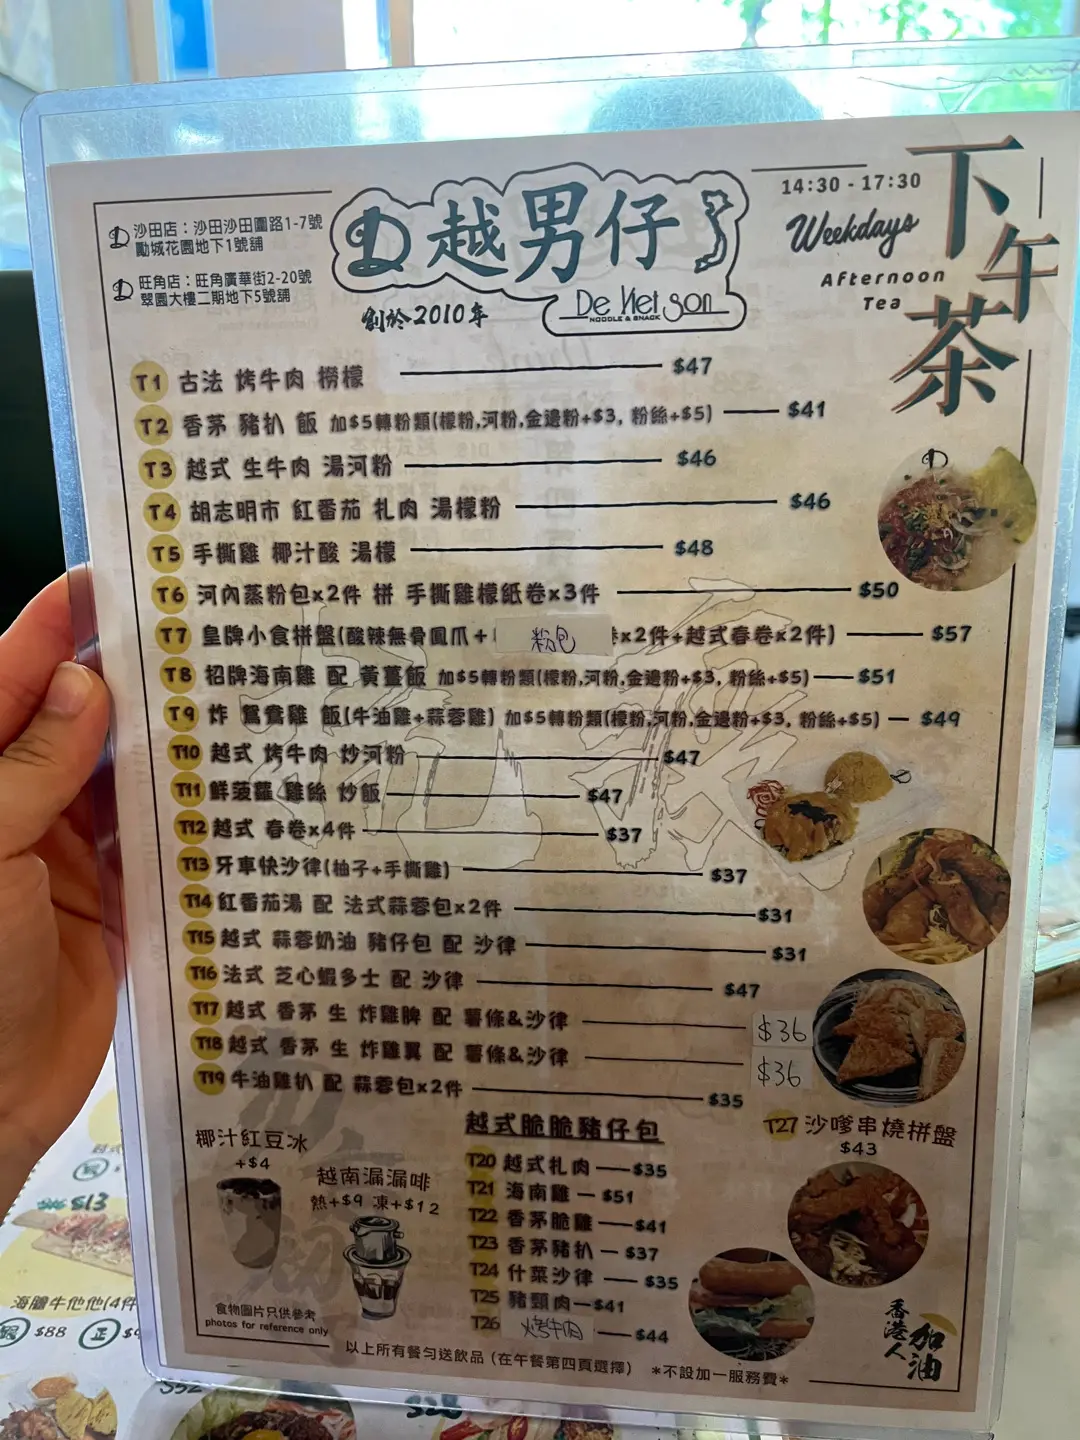 沙田店：沙田沙田圍路1-7號
勵城花園地下1號舖
旺角店：旺角廣華街2-20號
翠園大樓二期地下5號舖
越男仔
De Viet Son
NOODLE & SNACK
創於2010年
14:30 - 17:30
Weekdays
Afternoon
Tea
下午茶
T1 古法 烤牛肉 撈檬 $47
T2 香茅 豬扒 飯 加$5轉粉類(檬粉,河粉,金邊粉+$3, 粉絲+$5) $41
T3 越式 生牛肉 湯河粉 $46
T4 胡志明市 紅番茄 札肉 湯檬粉 $46
T5 手撕雞 椰汁酸 湯檬 $48
T6 河內蒸粉包x2件 拼 手撕雞檬紙卷x3件 $50
T7 皇牌小食拼盤(酸辣無骨鳳爪+ 粉包 x2件+越式春卷x2件) $57
T8 招牌海南雞 配 黃薑飯 加$5轉粉類(檬粉,河粉,金邊粉+$3, 粉絲+$5) $51
T9 炸 鴛鴦雞 飯(牛油雞+蒜蓉雞) 加$5轉粉類(檬粉,河粉,金邊粉+$3, 粉絲+$5) $49
T10 越式 烤牛肉 炒河粉 $47
T11 鮮菠蘿 雞絲 炒飯 $47
T12 越式 春卷x4件 $37
T13 牙車快沙律(柚子+手撕雞) $37
T14 紅番茄湯 配 法式蒜蓉包x2件 $31
T15 越式 蒜蓉奶油 豬仔包 配 沙律 $31
T16 法式 芝心蝦多士 配 沙律 $47
T17 越式 香茅 生 炸雞髀 配 薯條&沙律 $36
T18 越式 香茅 生 炸雞翼 配 薯條&沙律 $36
T19 牛油雞扒 配 蒜蓉包x2件 $35
椰汁紅豆冰
+$4
越南滴滴啡
熱+$9 凍+$12
越式脆脆豬仔包
T20 越式札肉 $35
T21 海南雞 $51
T22 香茅脆雞 $41
T23 香茅豬扒 $37
T24 什菜沙律 $35
T25 豬頸肉 $41
T26 烤牛肉 $44
T27 沙嗲串燒拼盤
$43
食物圖片只供參考
photos for reference only
以上所有餐勻送飲品 (在午餐第四頁選擇) *不設加一服務費*
香港人
加油
$13
海膽牛他他(4件
$88 正